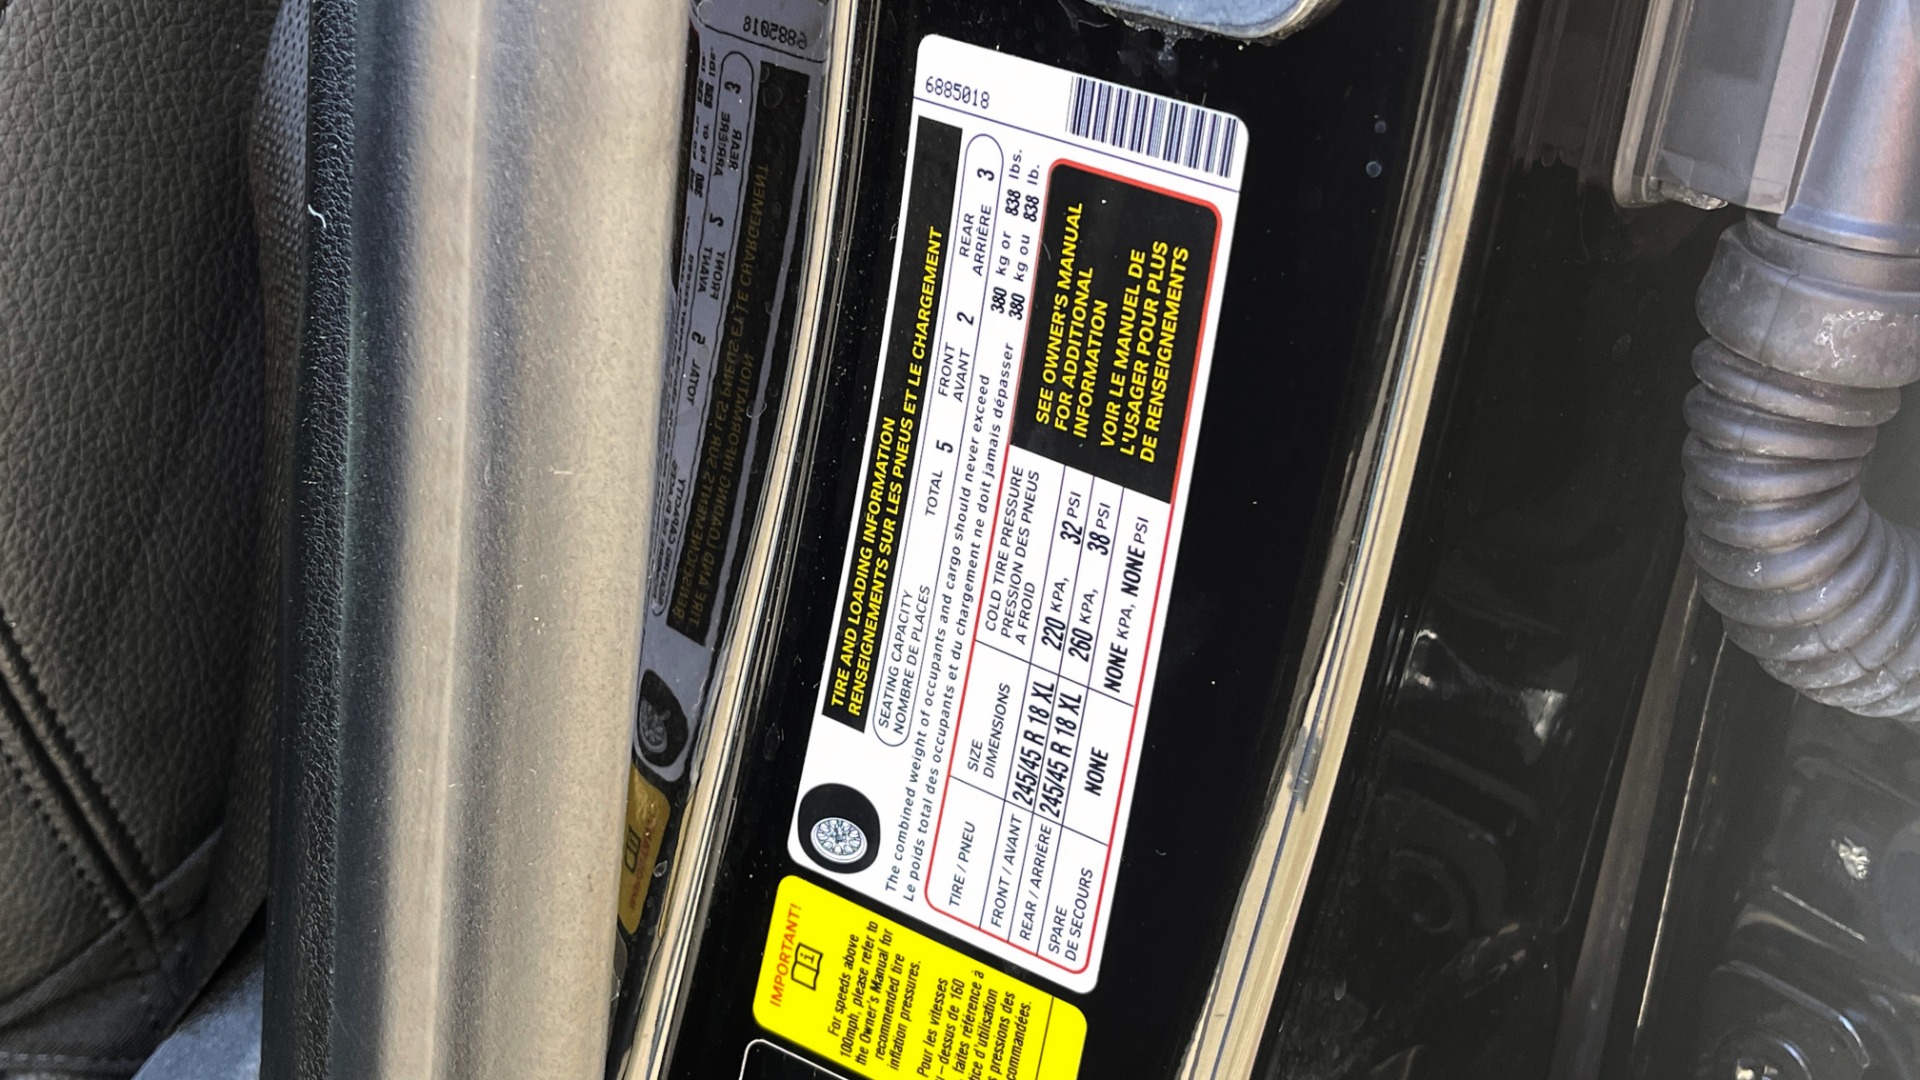 6885018
TIRE AND LOADING INFORMATION
RENSEIGNEMENTS SUR LES PNEUS ET LE CHARGEMENT
SEATING CAPACITY
NOMBRE DE PLACES
TOTAL 5
FRONT
AVANT 2
REAR
ARRIÈRE 3
The combined weight of occupants and cargo should never exceed 380 kg or 838 lbs.
Le poids total des occupants et du chargement ne doit jamais dépasser 380 kg ou 838 lb.
TIRE / PNEU
SIZE
DIMENSIONS
COLD TIRE PRESSURE
PRESSION DES PNEUS
A FROID
FRONT / AVANT 245/45 R 18 XL 220 KPA, 32 PSI
REAR / ARRIÈRE 245/45 R 18 XL 260 KPA, 38 PSI
SPARE
DE SECOURS NONE NONE KPA, NONE PSI
SEE OWNER'S MANUAL
FOR ADDITIONAL
INFORMATION
VOIR LE MANUEL DE
L'USAGER POUR PLUS
DE RENSEIGNEMENTS
IMPORTANT!
For speeds above
100mph, please refer to
the Owner's Manual for
recommended tire
inflation pressures.
Pour les vitesses
dessus de 160
faites référence à
d'utilisation
pressions des